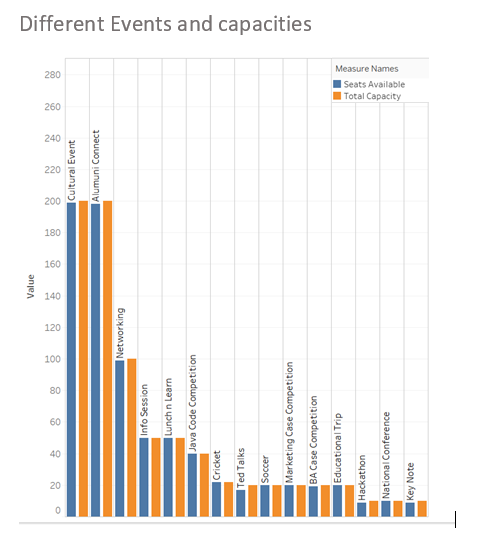 Different Events and capacities
Measure Names
Seats Available
Total Capacity
280
260
240
220
200
180
160
140
120
100
80
60
40
20
0
Value
Cultural Event
Alumuni Connect
Networking
Info Session
Lunch n Learn
Java Code Competition
Cricket
Ted Talks
Soccer
Marketing Case Competition
BA Case Competition
Educational Trip
Hackathon
National Conference
Key Note